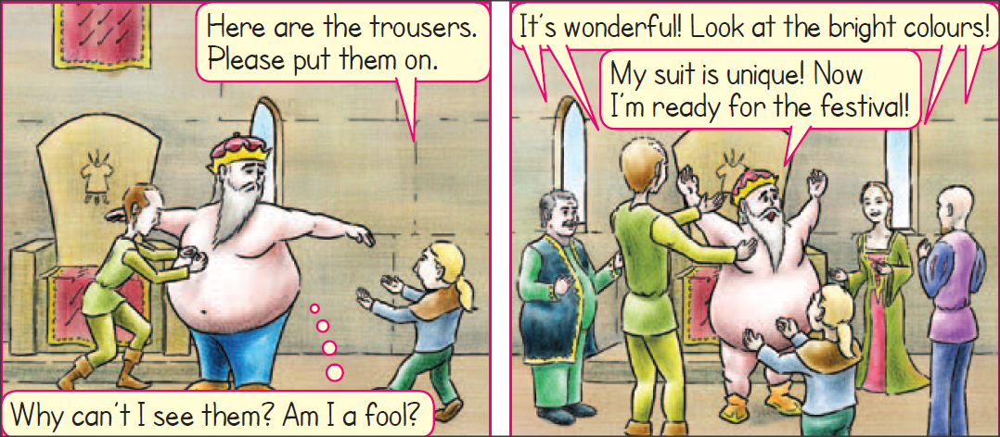 Here are the trousers.
Please put them on.
Why can't I see them? Am I a fool?
It's wonderful! Look at the bright colours!
My suit is unique! Now
I'm ready for the festival!